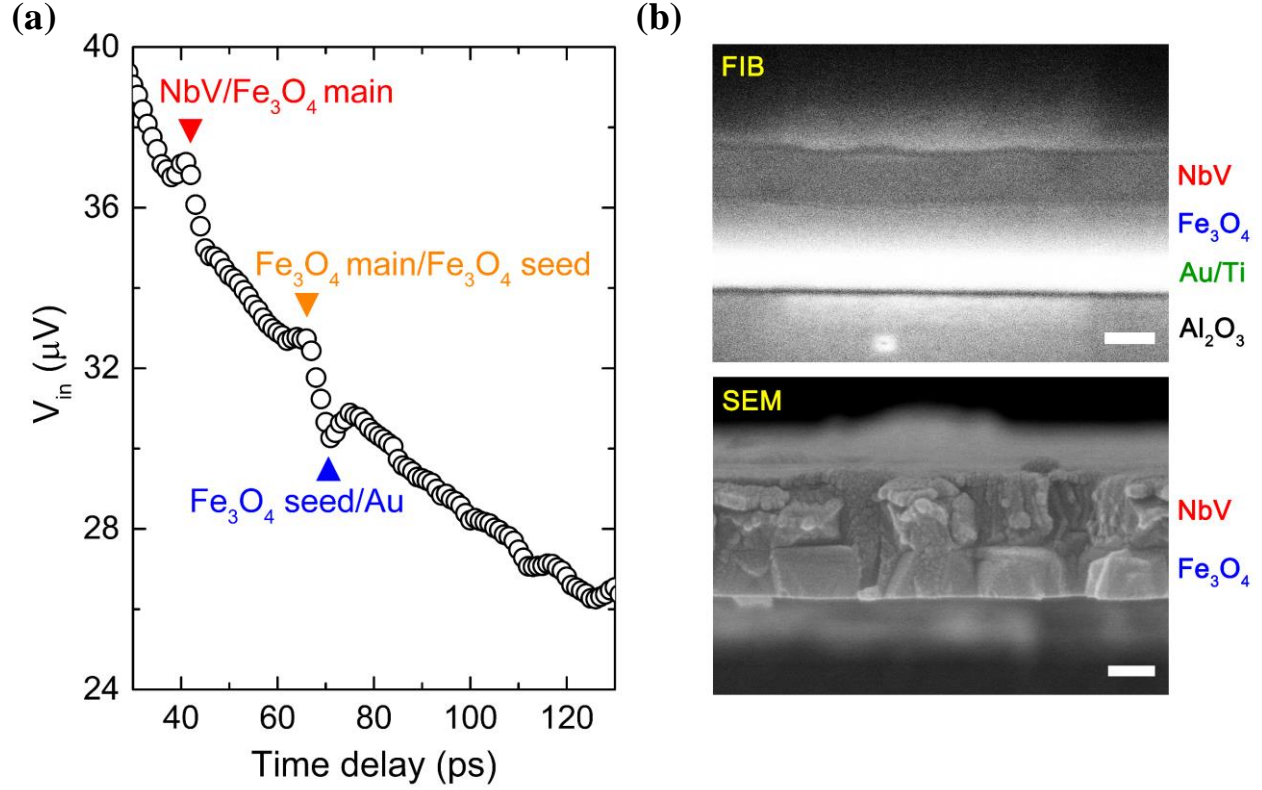 (a)
40
36
32
28
24
V_in (μV)
NbV/Fe₃O₄ main
Fe₃O₄ main/Fe₃O₄ seed
Fe₃O₄ seed/Au
40 60 80 100 120
Time delay (ps)
(b)
FIB
NbV
Fe₃O₄
Au/Ti
Al₂O₃
SEM
NbV
Fe₃O₄